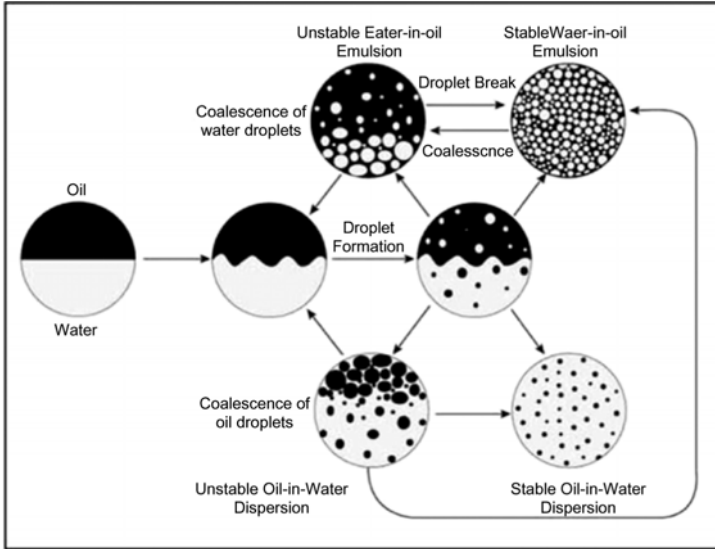 Unstable Eater-in-oil
Emulsion
StableWaer-in-oil
Emulsion
Droplet Break
Coalescence of
water droplets
Coalesscnce
Oil
Droplet
Formation
Water
Coalescence of
oil droplets
Unstable Oil-in-Water
Dispersion
Stable Oil-in-Water
Dispersion